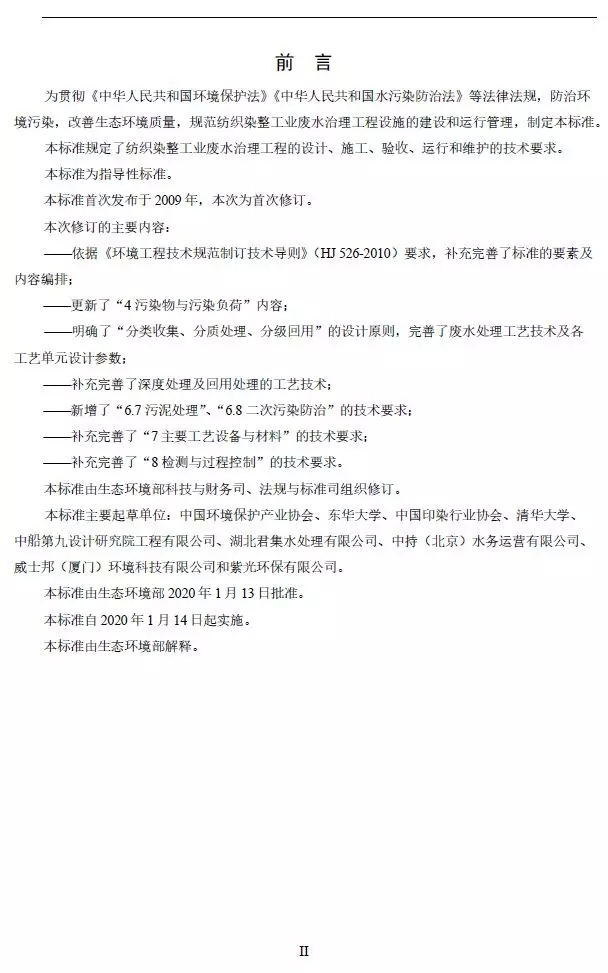 前 言
为贯彻《中华人民共和国环境保护法》《中华人民共和国水污染防治法》等法律法规，防治环
境污染，改善生态环境质量，规范纺织染整工业废水治理工程设施的建设和运行管理，制定本标准。
本标准规定了纺织染整工业废水治理工程的设计、施工、验收、运行和维护的技术要求。
本标准为指导性标准。
本标准首次发布于 2009 年，本次为首次修订。
本次修订的主要内容：
——依据《环境工程技术规范制订技术导则》（HJ 526-2010）要求，补充完善了标准的要素及
内容编排；
——更新了“4 污染物与污染负荷”内容；
——明确了“分类收集、分质处理、分级回用”的设计原则，完善了废水处理工艺技术及各
工艺单元设计参数；
——补充完善了深度处理及回用处理的工艺技术；
——新增了“6.7 污泥处理”、“6.8 二次污染防治”的技术要求；
——补充完善了“7 主要工艺设备与材料”的技术要求；
——补充完善了“8 检测与过程控制”的技术要求。
本标准由生态环境部科技与财务司、法规与标准司组织修订。
本标准主要起草单位：中国环境保护产业协会、东华大学、中国印染行业协会、清华大学、
中船第九设计研究院工程有限公司、湖北君集水处理有限公司、中持（北京）水务运营有限公司、
威士邦（厦门）环境科技有限公司和紫光环保有限公司。
本标准由生态环境部 2020 年 1 月 13 日批准。
本标准自 2020 年 1 月 14 日起实施。
本标准由生态环境部解释。
II